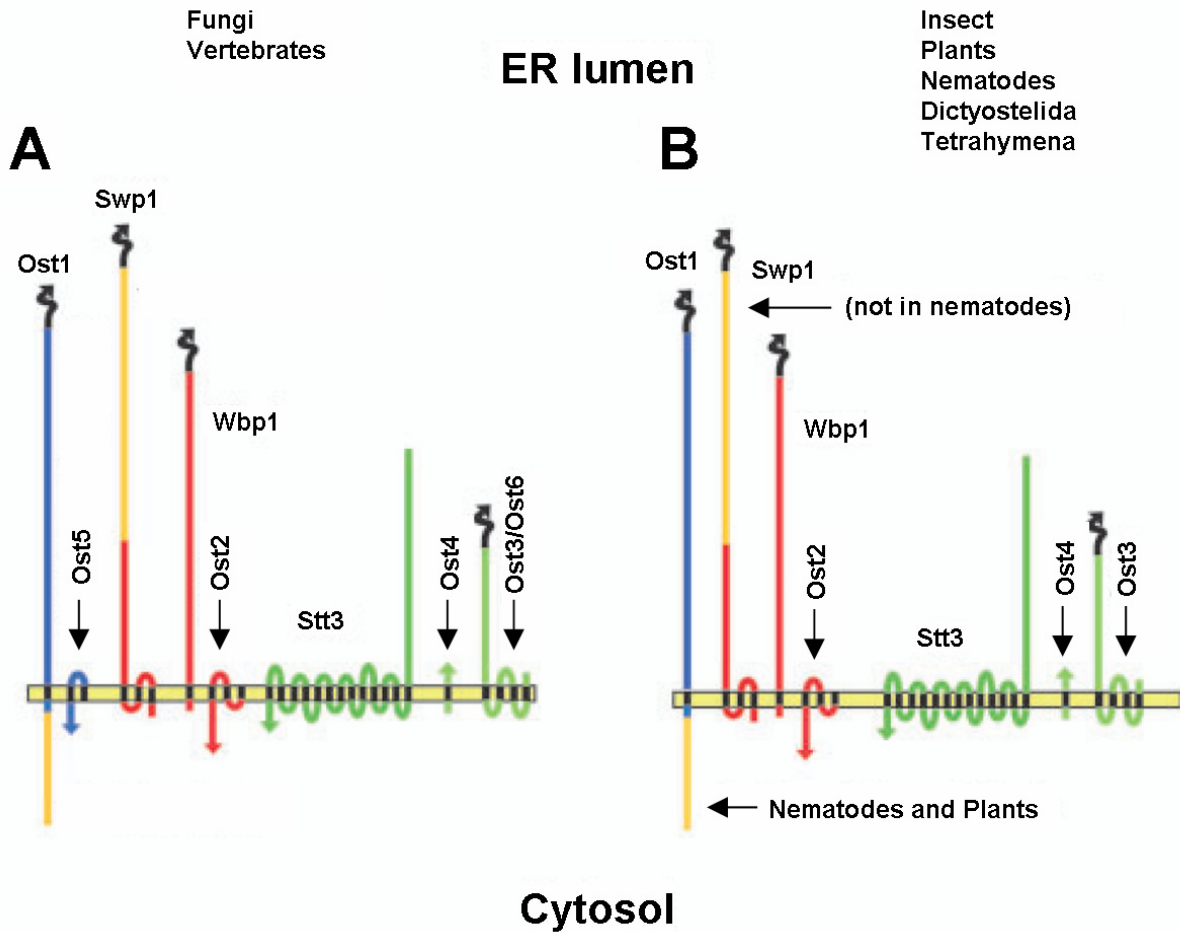 Fungi
Vertebrates
ER lumen
Insect
Plants
Nematodes
Dictyostelida
Tetrahymena
A
Swp1
Ost1
Wbp1
Ost5
Ost2
Stt3
Ost4
Ost3/Ost6
B
Ost1
Swp1
(not in nematodes)
Wbp1
Ost2
Stt3
Ost4
Ost3
Nematodes and Plants
Cytosol